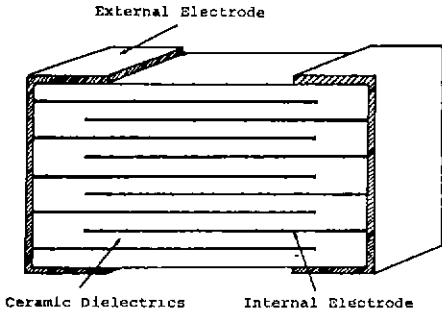 External Electrode
Ceramic Dielectrics
Internal Electrode